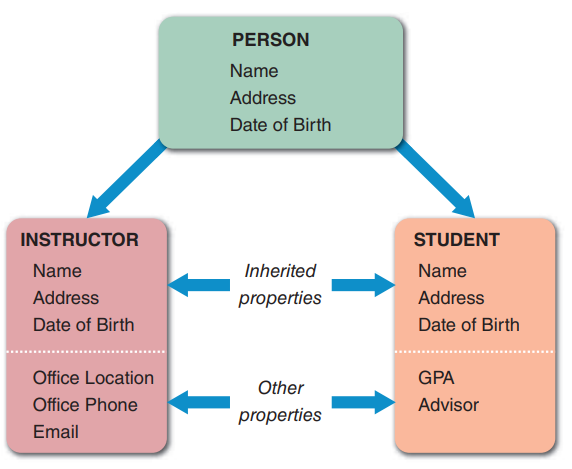 PERSON
Name
Address
Date of Birth
INSTRUCTOR
Name
Address
Date of Birth
Office Location
Office Phone
Email
Inherited
properties
Other
properties
STUDENT
Name
Address
Date of Birth
GPA
Advisor